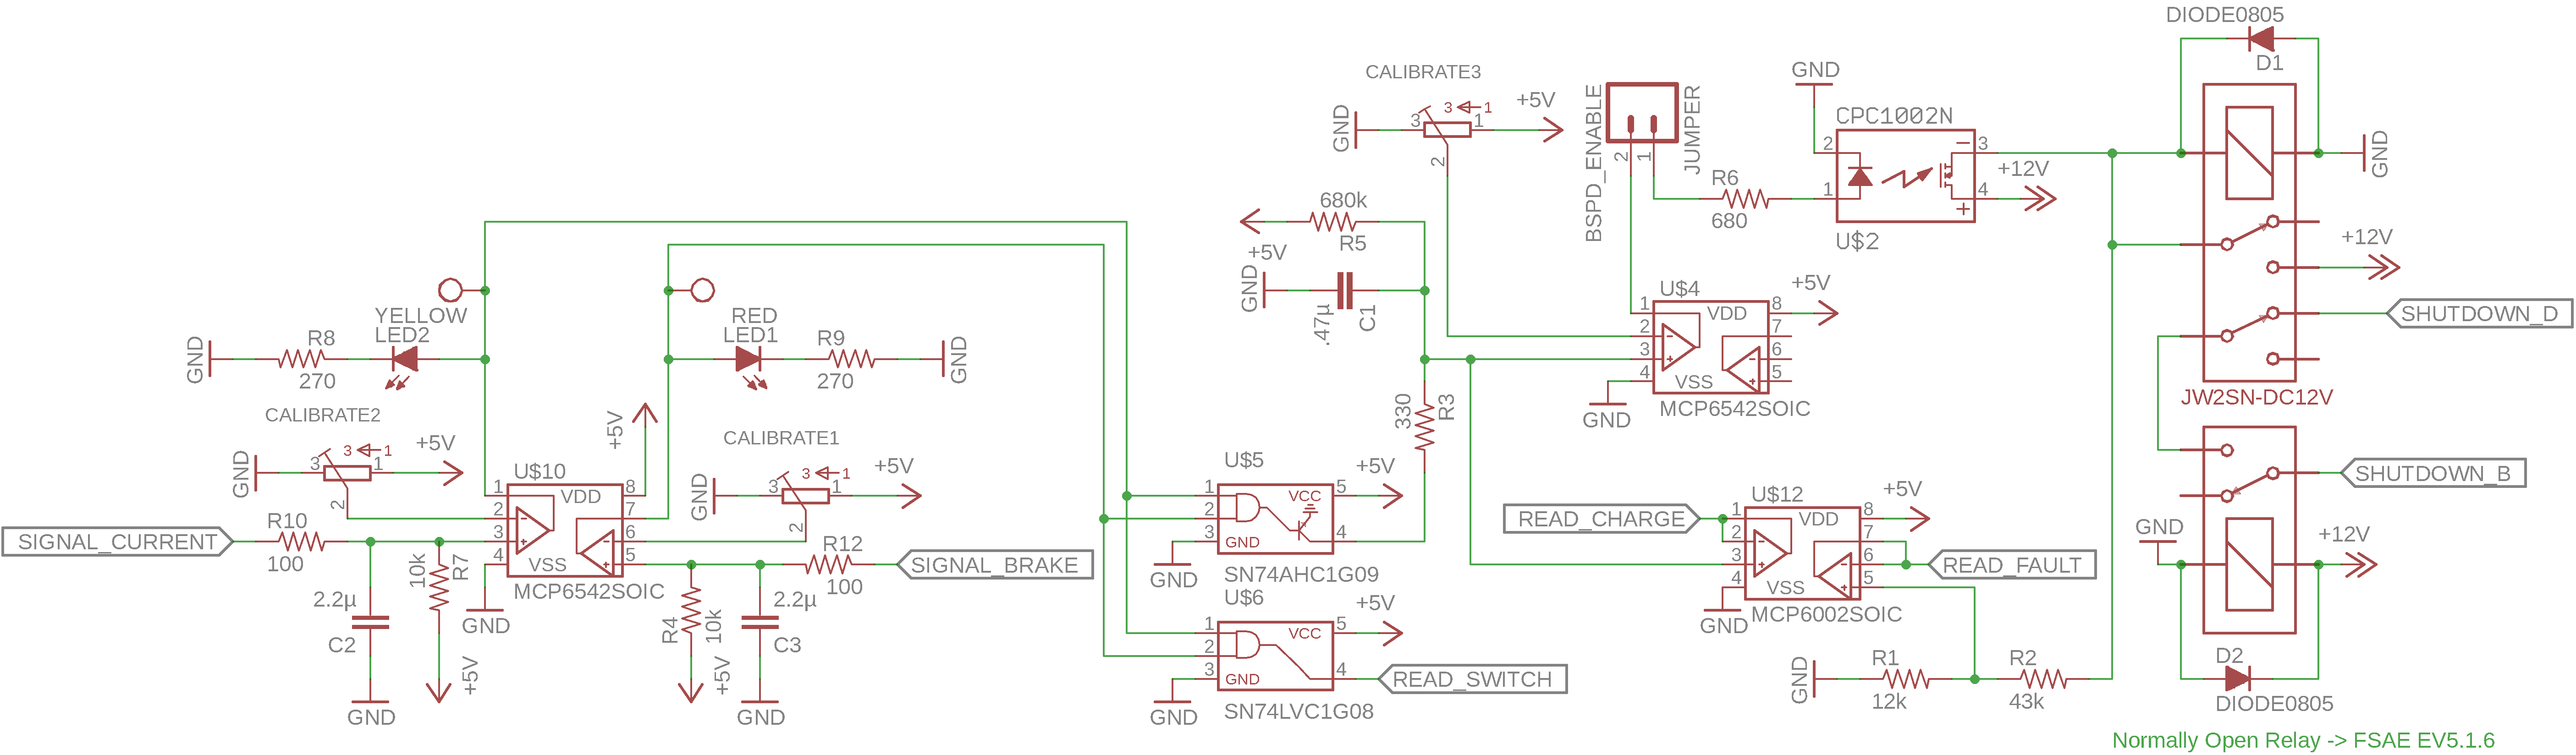 DIODE0805
D1
CALIBRATE3
GND
3 1
3
1
2
+5V
BSPD_ENABLE
JUMPER
2
1
GND
CPC1002N
2
1
3
4
+12V
U$2
R6
680
GND
+12V
SHUTDOWN_D
JW2SN-DC12V
680k
R5
+5V
GND
.47µ
C1
U$4
+5V
1
2
3
4
8
7
6
5
VDD
VSS
MCP6542SOIC
GND
330
R3
YELLOW
LED2
R8
270
GND
RED
LED1
R9
270
GND
CALIBRATE2
GND
3 1
3
1
2
+5V
+5V
CALIBRATE1
GND
3 1
3
1
2
+5V
U$10
1
2
3
4
8
7
6
5
VDD
VSS
MCP6542SOIC
GND
SIGNAL_CURRENT
R10
100
10k
R7
2.2µ
C2
GND
+5V
R12
100
SIGNAL_BRAKE
R4
10k
2.2µ
C3
+5V
GND
U$5
1
2
3
5
4
VCC
GND
+5V
GND
SN74AHC1G09
U$6
1
2
3
5
4
VCC
GND
+5V
READ_SWITCH
GND
SN74LVC1G08
READ_CHARGE
U$12
1
2
3
4
8
7
6
5
VDD
VSS
+5V
READ_FAULT
MCP6002SOIC
GND
GND
R1
12k
R2
43k
SHUTDOWN_B
GND
+12V
D2
DIODE0805
Normally Open Relay -> FSAE EV5.1.6